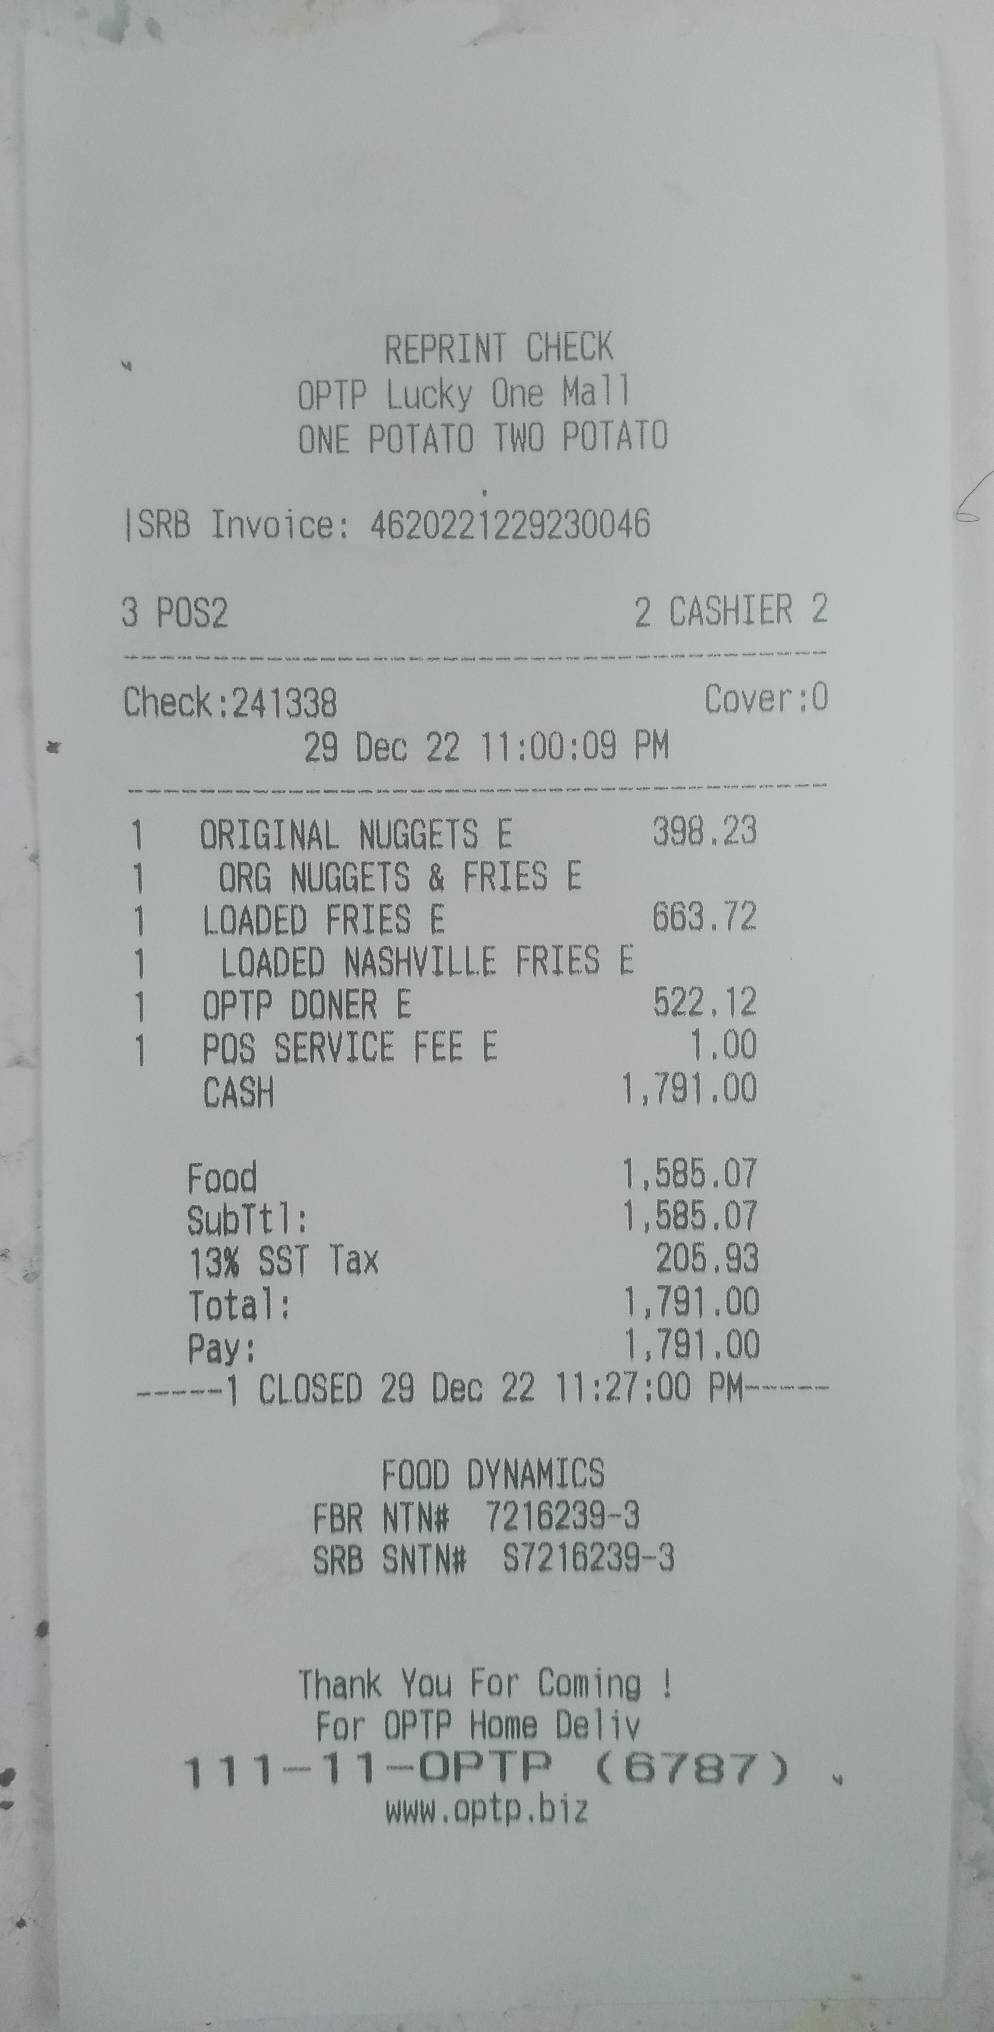 REPRINT CHECK
OPTP Lucky One Mall
ONE POTATO TWO POTATO
|SRB Invoice: 4620221229230046
3 POS2 2 CASHIER 2
--------------------------------------
Check:241338 Cover:0
29 Dec 22 11:00:09 PM
--------------------------------------
1 ORIGINAL NUGGETS E 398.23
1 ORG NUGGETS & FRIES E
1 LOADED FRIES E 663.72
1 LOADED NASHVILLE FRIES E
1 OPTP DONER E 522.12
1 POS SERVICE FEE E 1.00
CASH 1,791.00
Food 1,585.07
SubTtl: 1,585.07
13% SST Tax 205.93
Total: 1,791.00
Pay: 1,791.00
-----1 CLOSED 29 Dec 22 11:27:00 PM-----
FOOD DYNAMICS
FBR NTN# 7216239-3
SRB SNTN# S7216239-3
Thank You For Coming !
For OPTP Home Deliv
111-11-OPTP (6787)
www.optp.biz